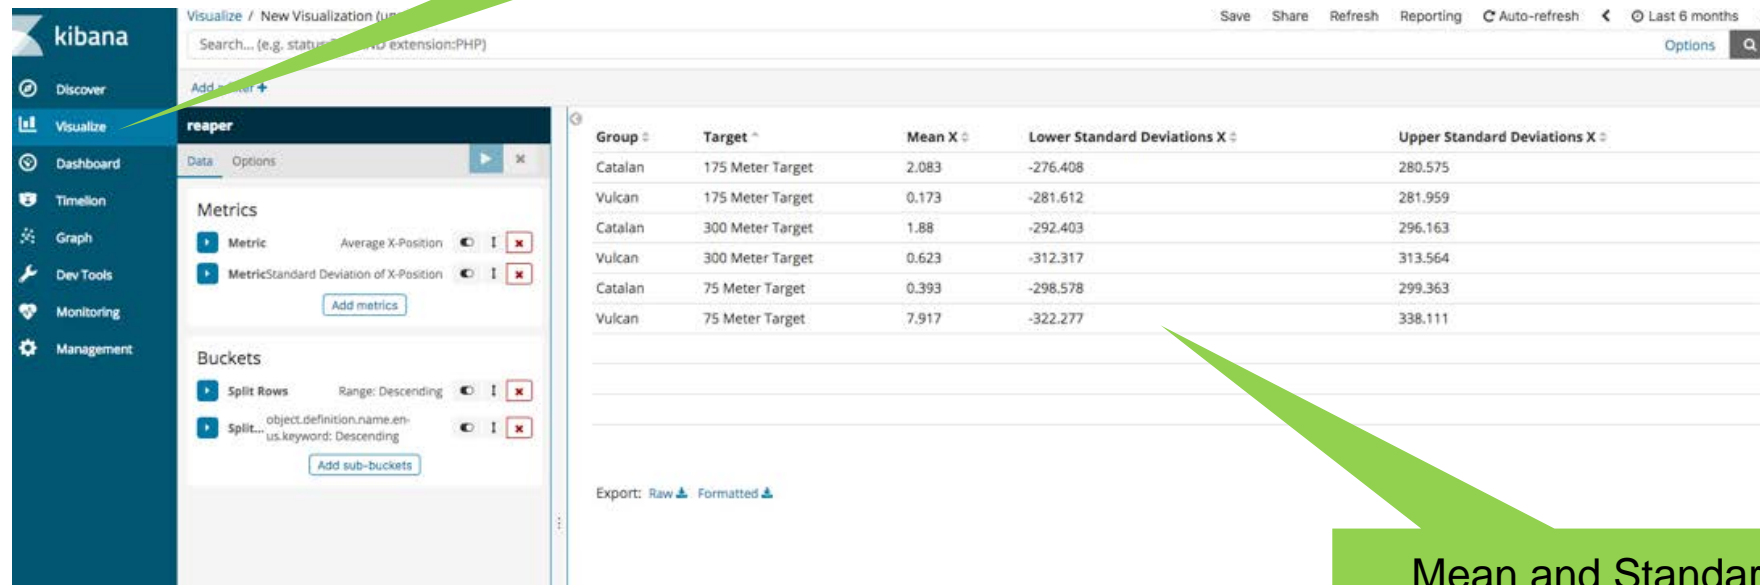 Visualize / New Visualization
Save Share Refresh Reporting Auto-refresh Last 6 months
kibana
Search... (e.g. status extension:PHP)
Options
Discover
Add +
Visualize
reaper
Group Target Mean X Lower Standard Deviations X Upper Standard Deviations X
Dashboard
Data Options
Catalan 175 Meter Target 2.083 -276.408 280.575
Timelion
Vulcan 175 Meter Target 0.173 -281.612 281.959
Metrics
Catalan 300 Meter Target 1.88 -292.403 296.163
Graph
Metric Average X-Position
Vulcan 300 Meter Target 0.623 -312.317 313.564
Dev Tools
Metric Standard Deviation of X-Position
Catalan 75 Meter Target 0.393 -298.578 299.363
Monitoring
Add metrics
Vulcan 75 Meter Target 7.917 -322.277 338.111
Management
Buckets
Split Rows Range: Descending
Split... object.definition.name.en-
us.keyword: Descending
Add sub-buckets
Export: Raw Formatted
Mean and Standar